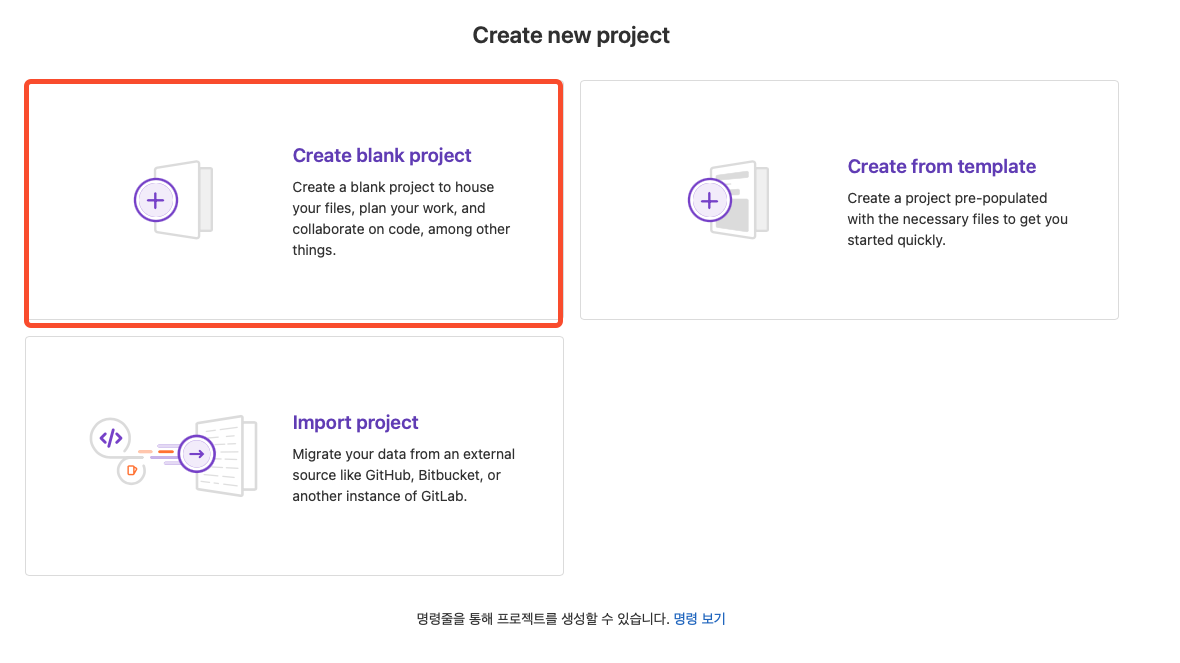 Create new project
Create blank project
Create a blank project to house
your files, plan your work, and
collaborate on code, among other
things.
Create from template
Create a project pre-populated
with the necessary files to get you
started quickly.
Import project
Migrate your data from an external
source like GitHub, Bitbucket, or
another instance of GitLab.
명령줄을 통해 프로젝트를 생성할 수 있습니다. 명령 보기